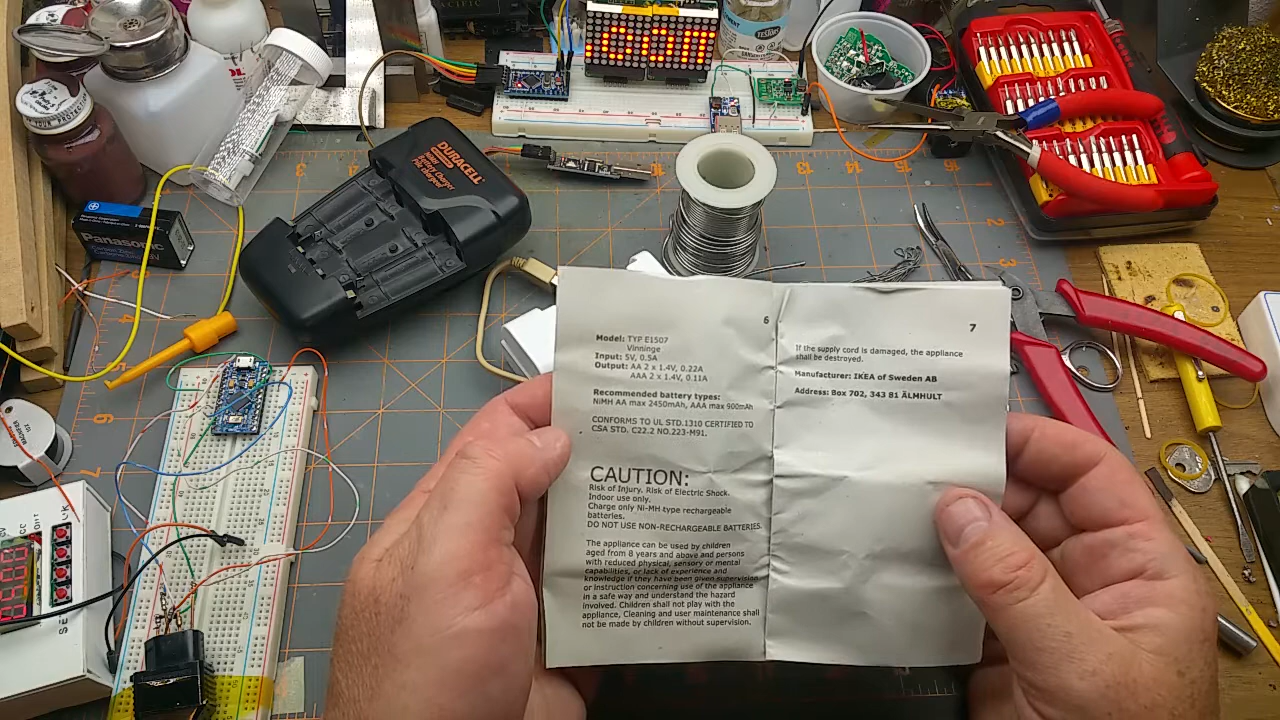 DURACELL
Panasonic
6
Model: TYP E1507
Vinninge
Input: 5V, 0.5A
Output: AA 2 x 1.4V, 0.22A
AAA 2 x 1.4V, 0.11A
Recommended battery types:
NiMH AA max 2450mAh, AAA max 900mAh
CONFORMS TO UL STD.1310 CERTIFIED TO
CSA STD. C22.2 NO.223-M91.
CAUTION:
Risk of Injury. Risk of Electric Shock.
Indoor use only.
Charge only Ni-MH type rechargeable
batteries.
DO NOT USE NON-RECHARGEABLE BATTERIES.
The appliance can be used by children
aged from 8 years and above and persons
with reduced physical, sensory or mental
capabilities, or lack of experience and
knowledge if they have been given supervision
or instruction concerning use of the appliance
in a safe way and understand the hazard
involved. Children shall not play with the
appliance, Cleaning and user maintenance shall
not be made by children without supervision.
7
If the supply cord is damaged, the appliance
shall be destroyed.
Manufacturer: IKEA of Sweden AB
Address: Box 702, 343 81 ÄLMHULT